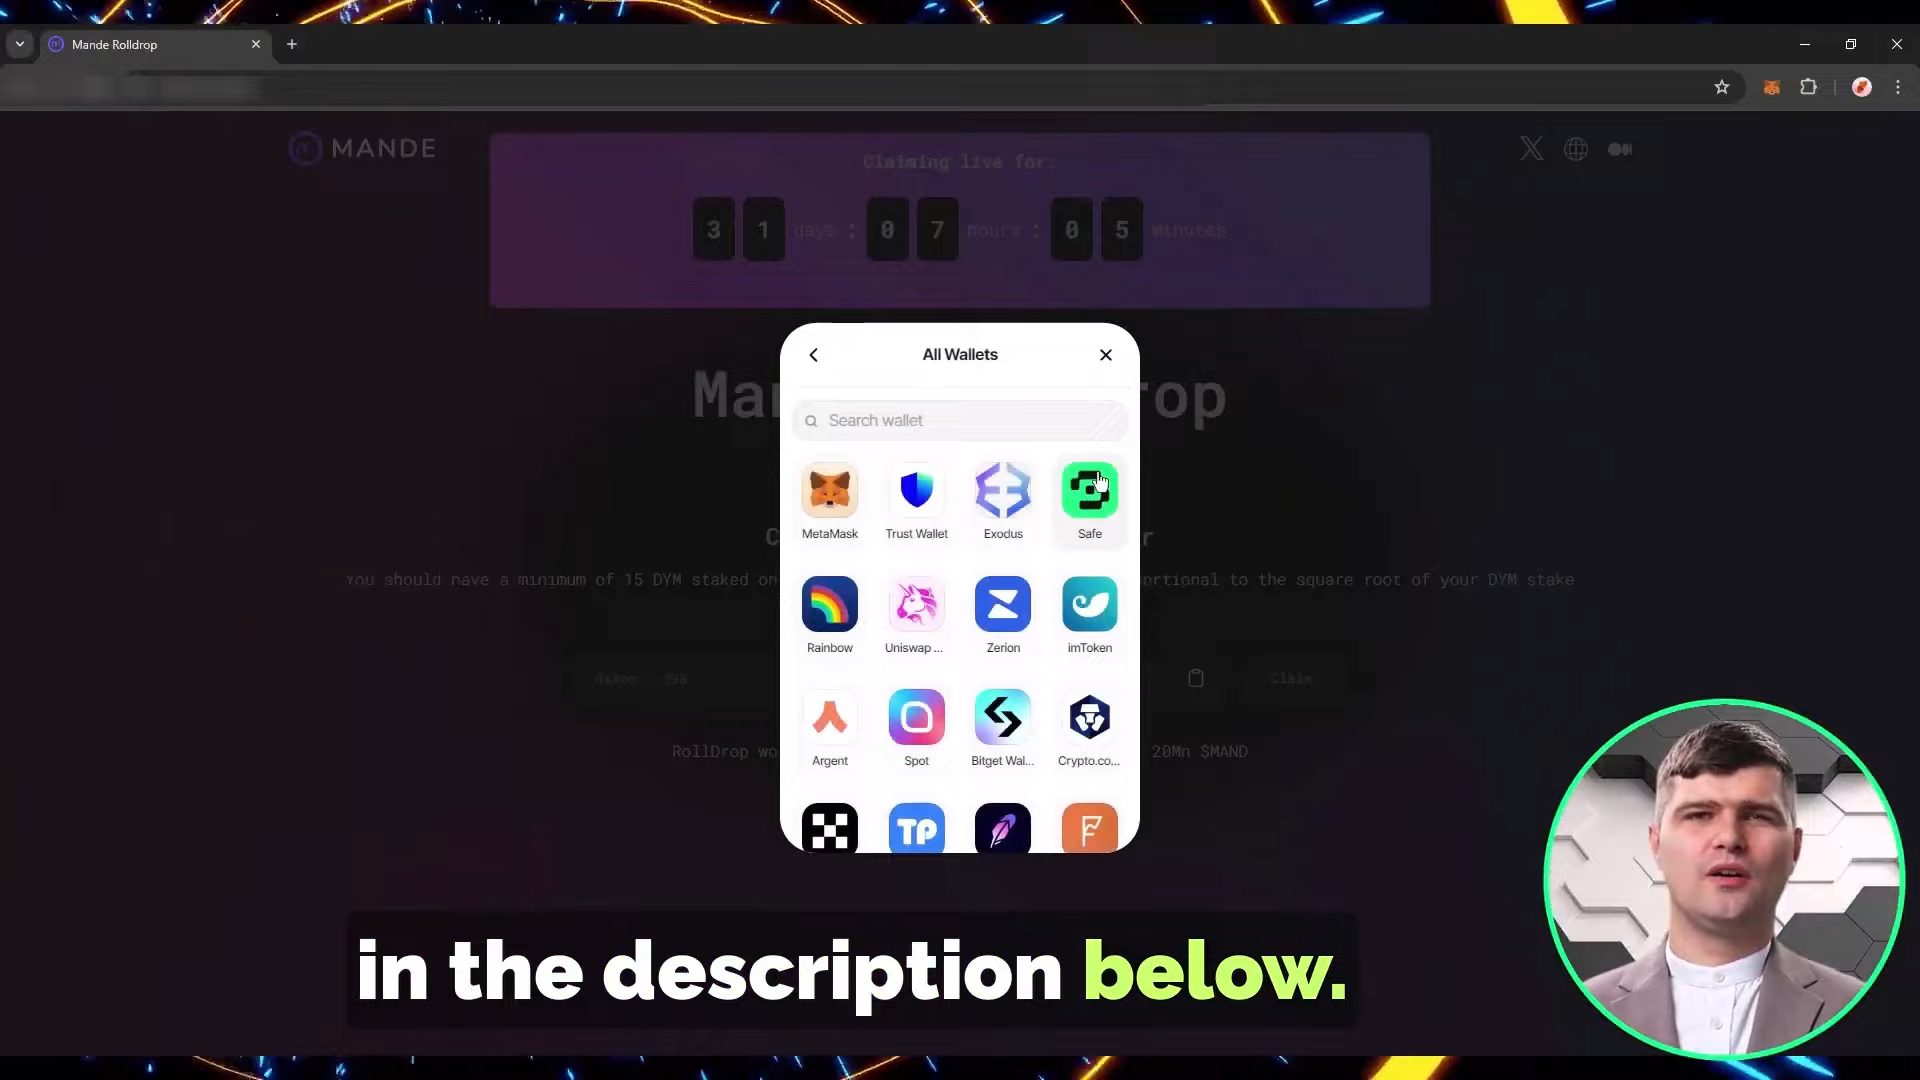 Mande Rolldrop
MANDE
Claiming live for:
3 1 days : 0 7 hours : 0 5 minutes
All Wallets
Search wallet
MetaMask
Trust Wallet
Exodus
Safe
You should have a minimum of 15 DYM staked on
to the square root of your DYM stake
Rainbow
Uniswap ...
Zerion
imToken
Claim
Argent
Spot
Bitget Wal...
Crypto.co...
RollDrop
20Mn $MAND
TP
in the description below.